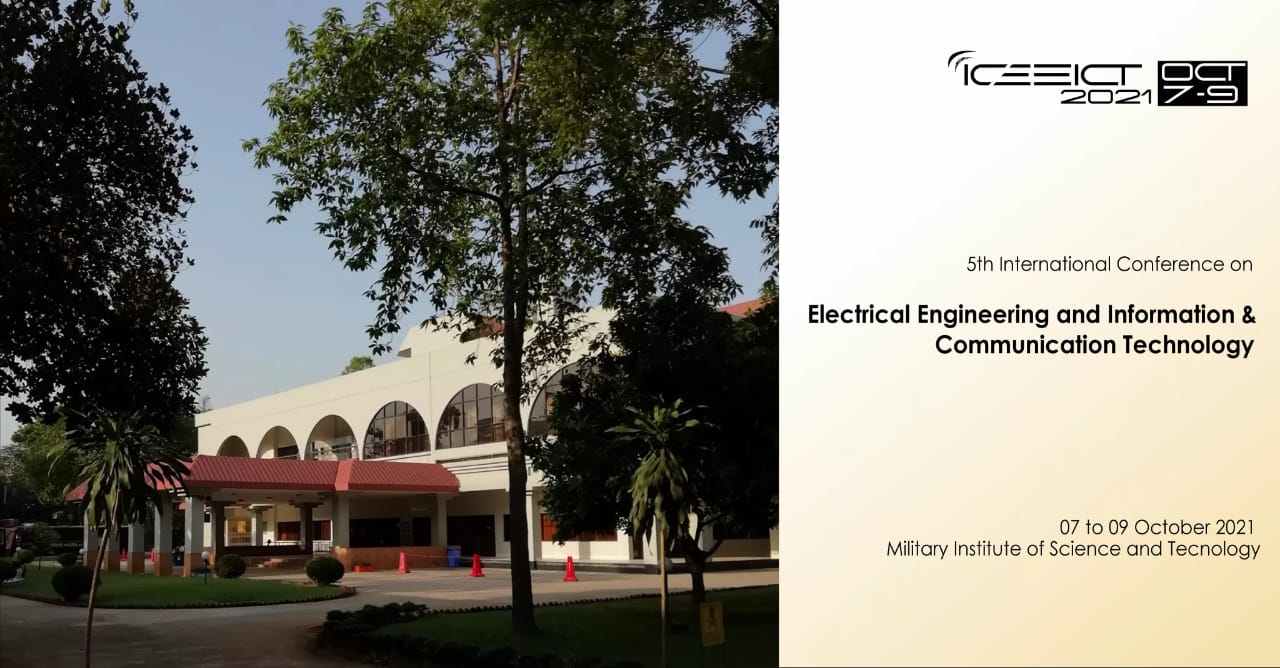 ICEEICT OCT
2021 7-9
5th International Conference on
Electrical Engineering and Information &
Communication Technology
07 to 09 October 2021
Military Institute of Science and Tecnology